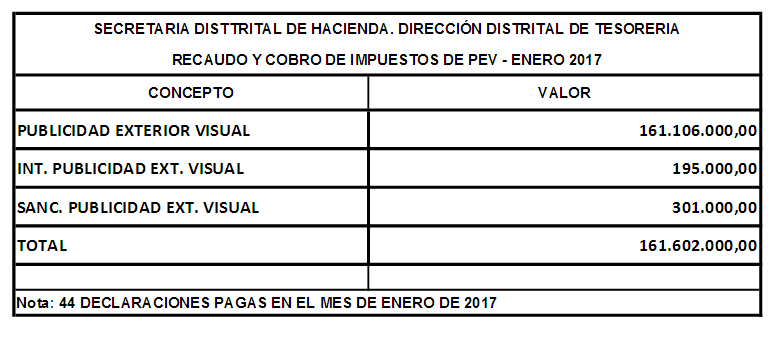 SECRETARIA DISTTRITAL DE HACIENDA. DIRECCIÓN DISTRITAL DE TESORERIA
RECAUDO Y COBRO DE IMPUESTOS DE PEV - ENERO 2017
CONCEPTO VALOR
PUBLICIDAD EXTERIOR VISUAL 161.106.000,00
INT. PUBLICIDAD EXT. VISUAL 195.000,00
SANC. PUBLICIDAD EXT. VISUAL 301.000,00
TOTAL 161.602.000,00
Nota: 44 DECLARACIONES PAGAS EN EL MES DE ENERO DE 2017